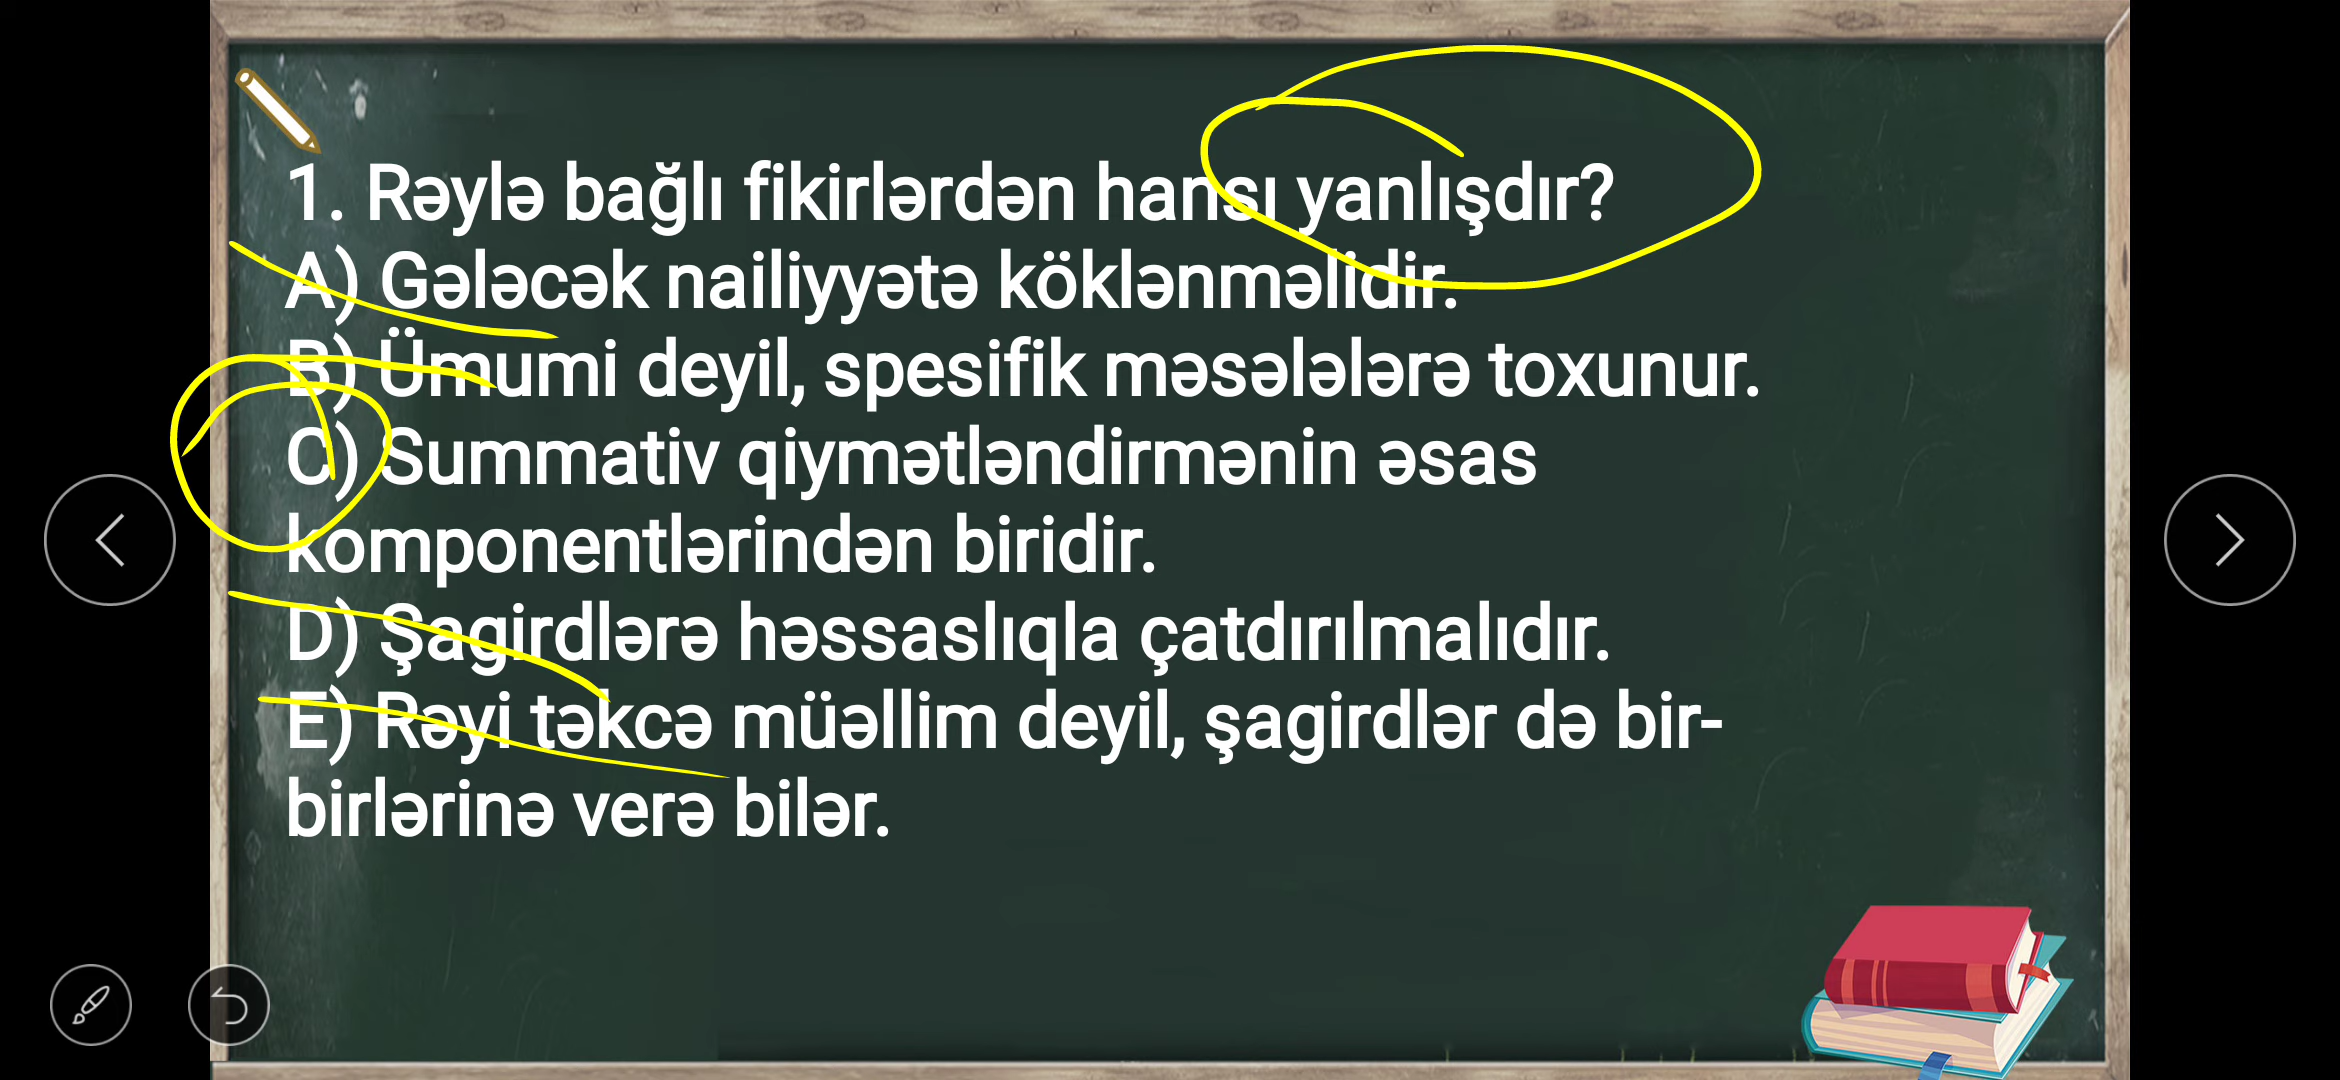 1. Rəylə bağlı fikirlərdən hansı yanlışdır?
A) Gələcək nailiyyətə köklənməlidir.
B) Ümumi deyil, spesifik məsələlərə toxunur.
C) Summativ qiymətləndirmənin əsas
komponentlərindən biridir.
D) Şagirdlərə həssaslıqla çatdırılmalıdır.
E) Rəyi təkcə müəllim deyil, şagirdlər də bir-
birlərinə verə bilər.